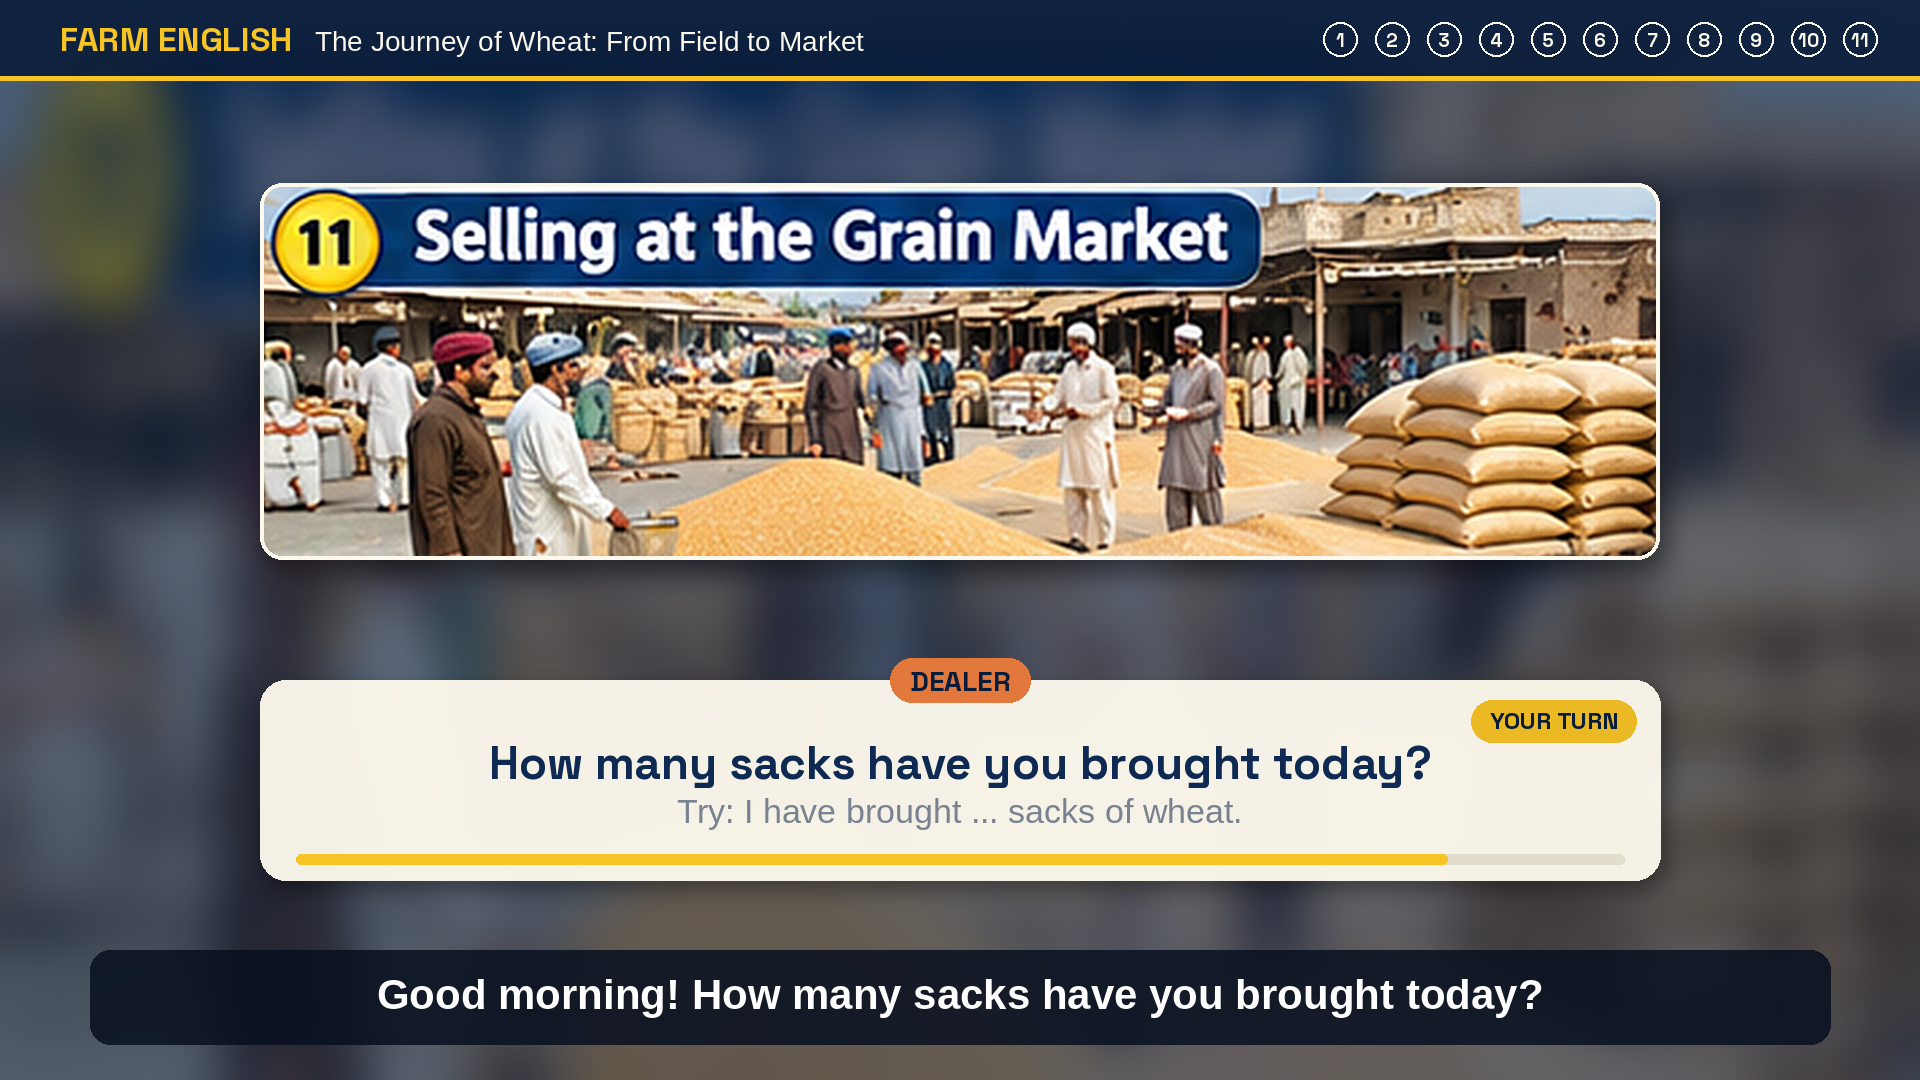 FARM ENGLISH The Journey of Wheat: From Field to Market 1 2 3 4 5 6 7 8 9 10 11
11 Selling at the Grain Market
DEALER
YOUR TURN
How many sacks have you brought today?
Try: I have brought ... sacks of wheat.
Good morning! How many sacks have you brought today?